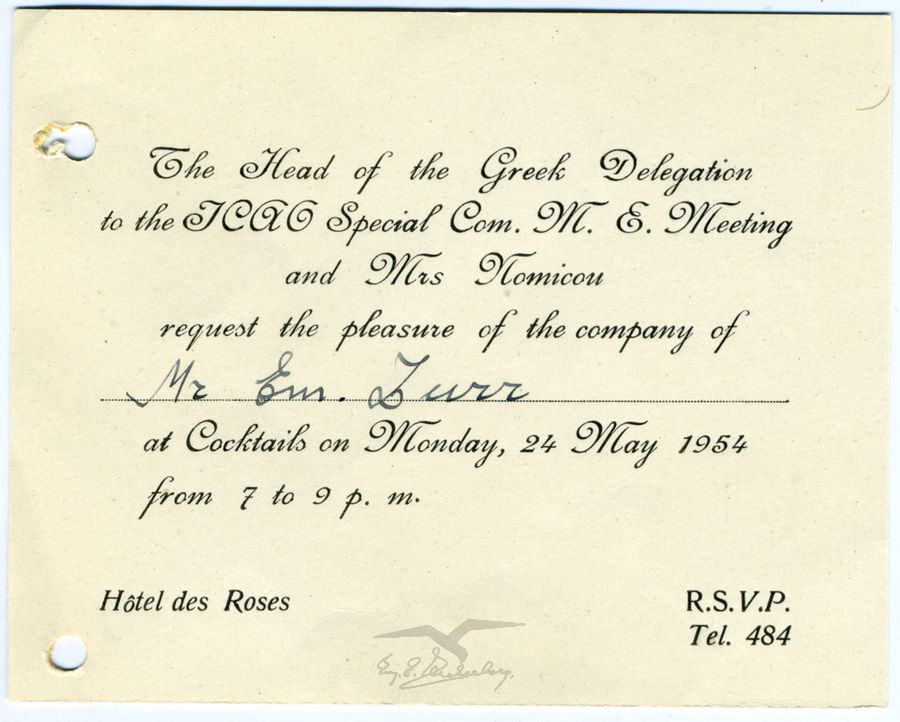 The Head of the Greek Delegation
to the ICAO Special Com. M. E. Meeting
and Mrs Nomicou
request the pleasure of the company of
Mr Em. Zurr
at Cocktails on Monday, 24 May 1954
from 7 to 9 p. m.
Hôtel des Roses
R.S.V.P.
Tel. 484